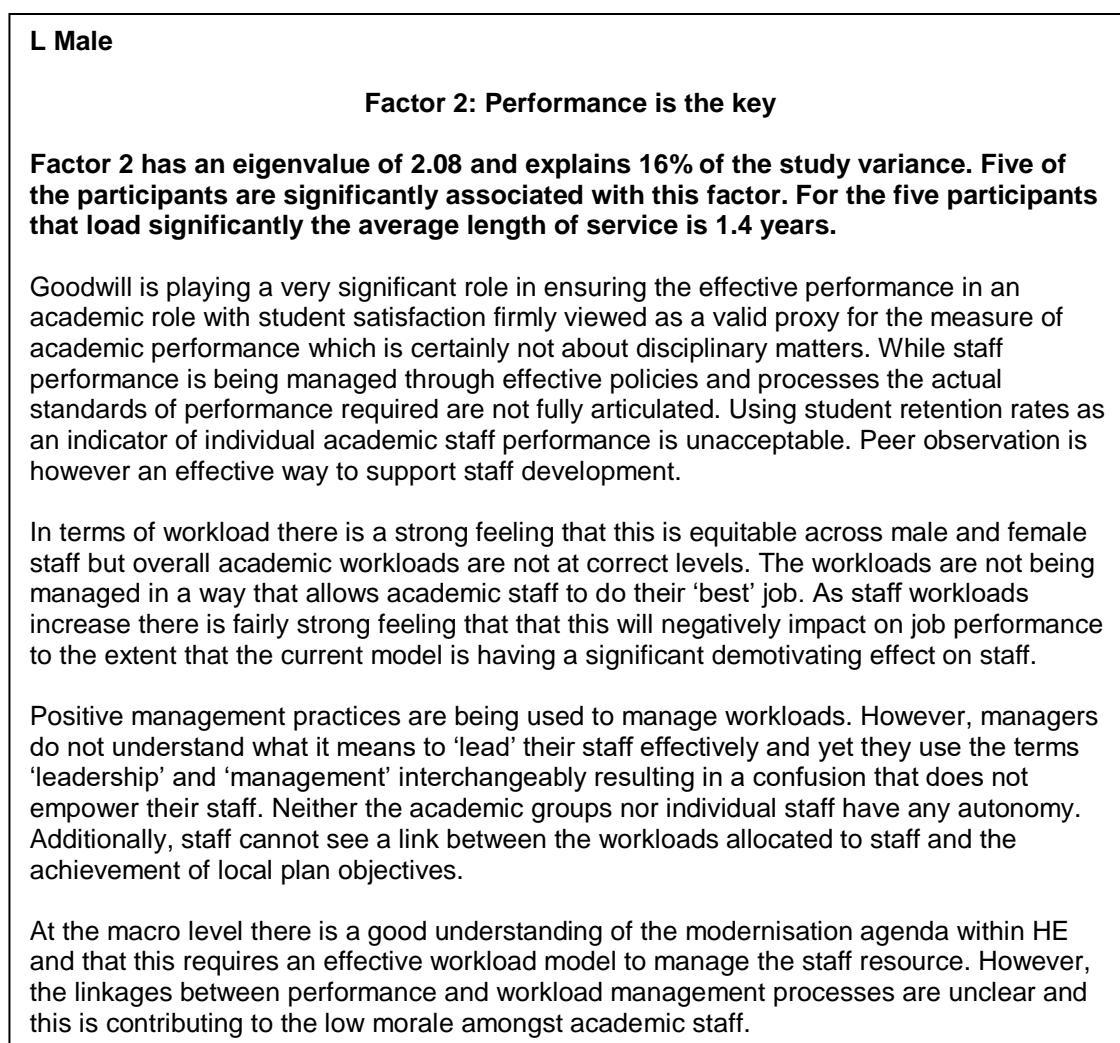 L Male
Factor 2: Performance is the key
Factor 2 has an eigenvalue of 2.08 and explains 16% of the study variance. Five of
the participants are significantly associated with this factor. For the five participants
that load significantly the average length of service is 1.4 years.
Goodwill is playing a very significant role in ensuring the effective performance in an
academic role with student satisfaction firmly viewed as a valid proxy for the measure of
academic performance which is certainly not about disciplinary matters. While staff
performance is being managed through effective policies and processes the actual
standards of performance required are not fully articulated. Using student retention rates as
an indicator of individual academic staff performance is unacceptable. Peer observation is
however an effective way to support staff development.
In terms of workload there is a strong feeling that this is equitable across male and female
staff but overall academic workloads are not at correct levels. The workloads are not being
managed in a way that allows academic staff to do their ‘best’ job. As staff workloads
increase there is fairly strong feeling that that this will negatively impact on job performance
to the extent that the current model is having a significant demotivating effect on staff.
Positive management practices are being used to manage workloads. However, managers
do not understand what it means to ‘lead’ their staff effectively and yet they use the terms
‘leadership’ and ‘management’ interchangeably resulting in a confusion that does not
empower their staff. Neither the academic groups nor individual staff have any autonomy.
Additionally, staff cannot see a link between the workloads allocated to staff and the
achievement of local plan objectives.
At the macro level there is a good understanding of the modernisation agenda within HE
and that this requires an effective workload model to manage the staff resource. However,
the linkages between performance and workload management processes are unclear and
this is contributing to the low morale amongst academic staff.